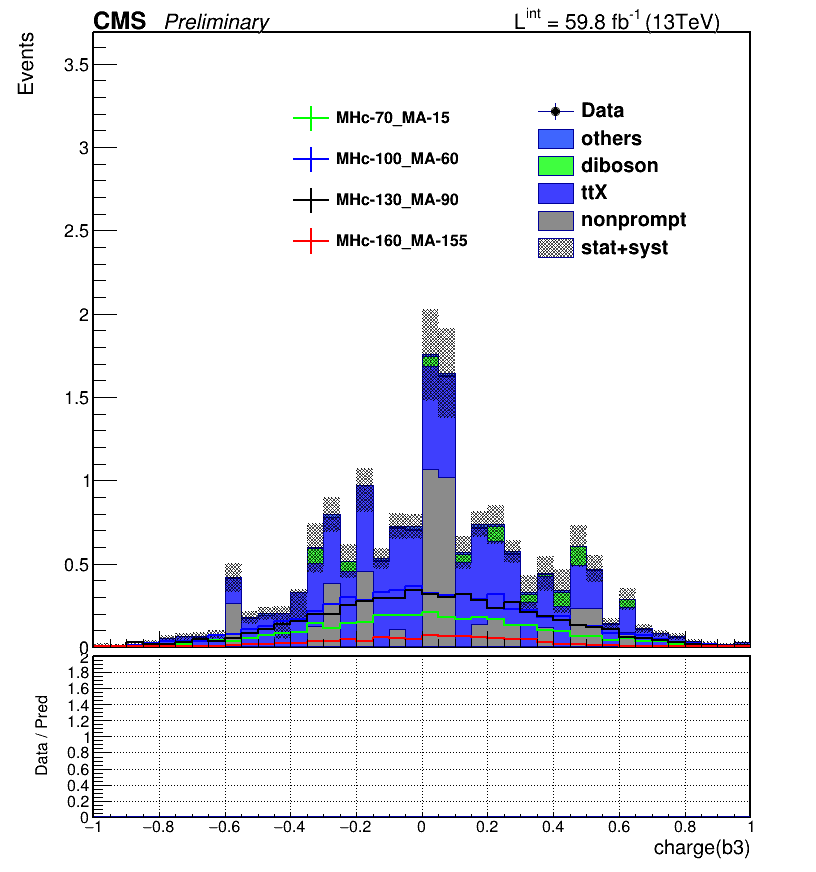 CMS Preliminary
L^int = 59.8 fb^-1 (13TeV)
Events
3.5
3
2.5
2
1.5
1
0.5
0
MHc-70_MA-15
MHc-100_MA-60
MHc-130_MA-90
MHc-160_MA-155
Data
others
diboson
ttX
nonprompt
stat+syst
Data / Pred
2
1.8
1.6
1.4
1.2
1
0.8
0.6
0.4
0.2
0
−1 −0.8 −0.6 −0.4 −0.2 0 0.2 0.4 0.6 0.8 1
charge(b3)